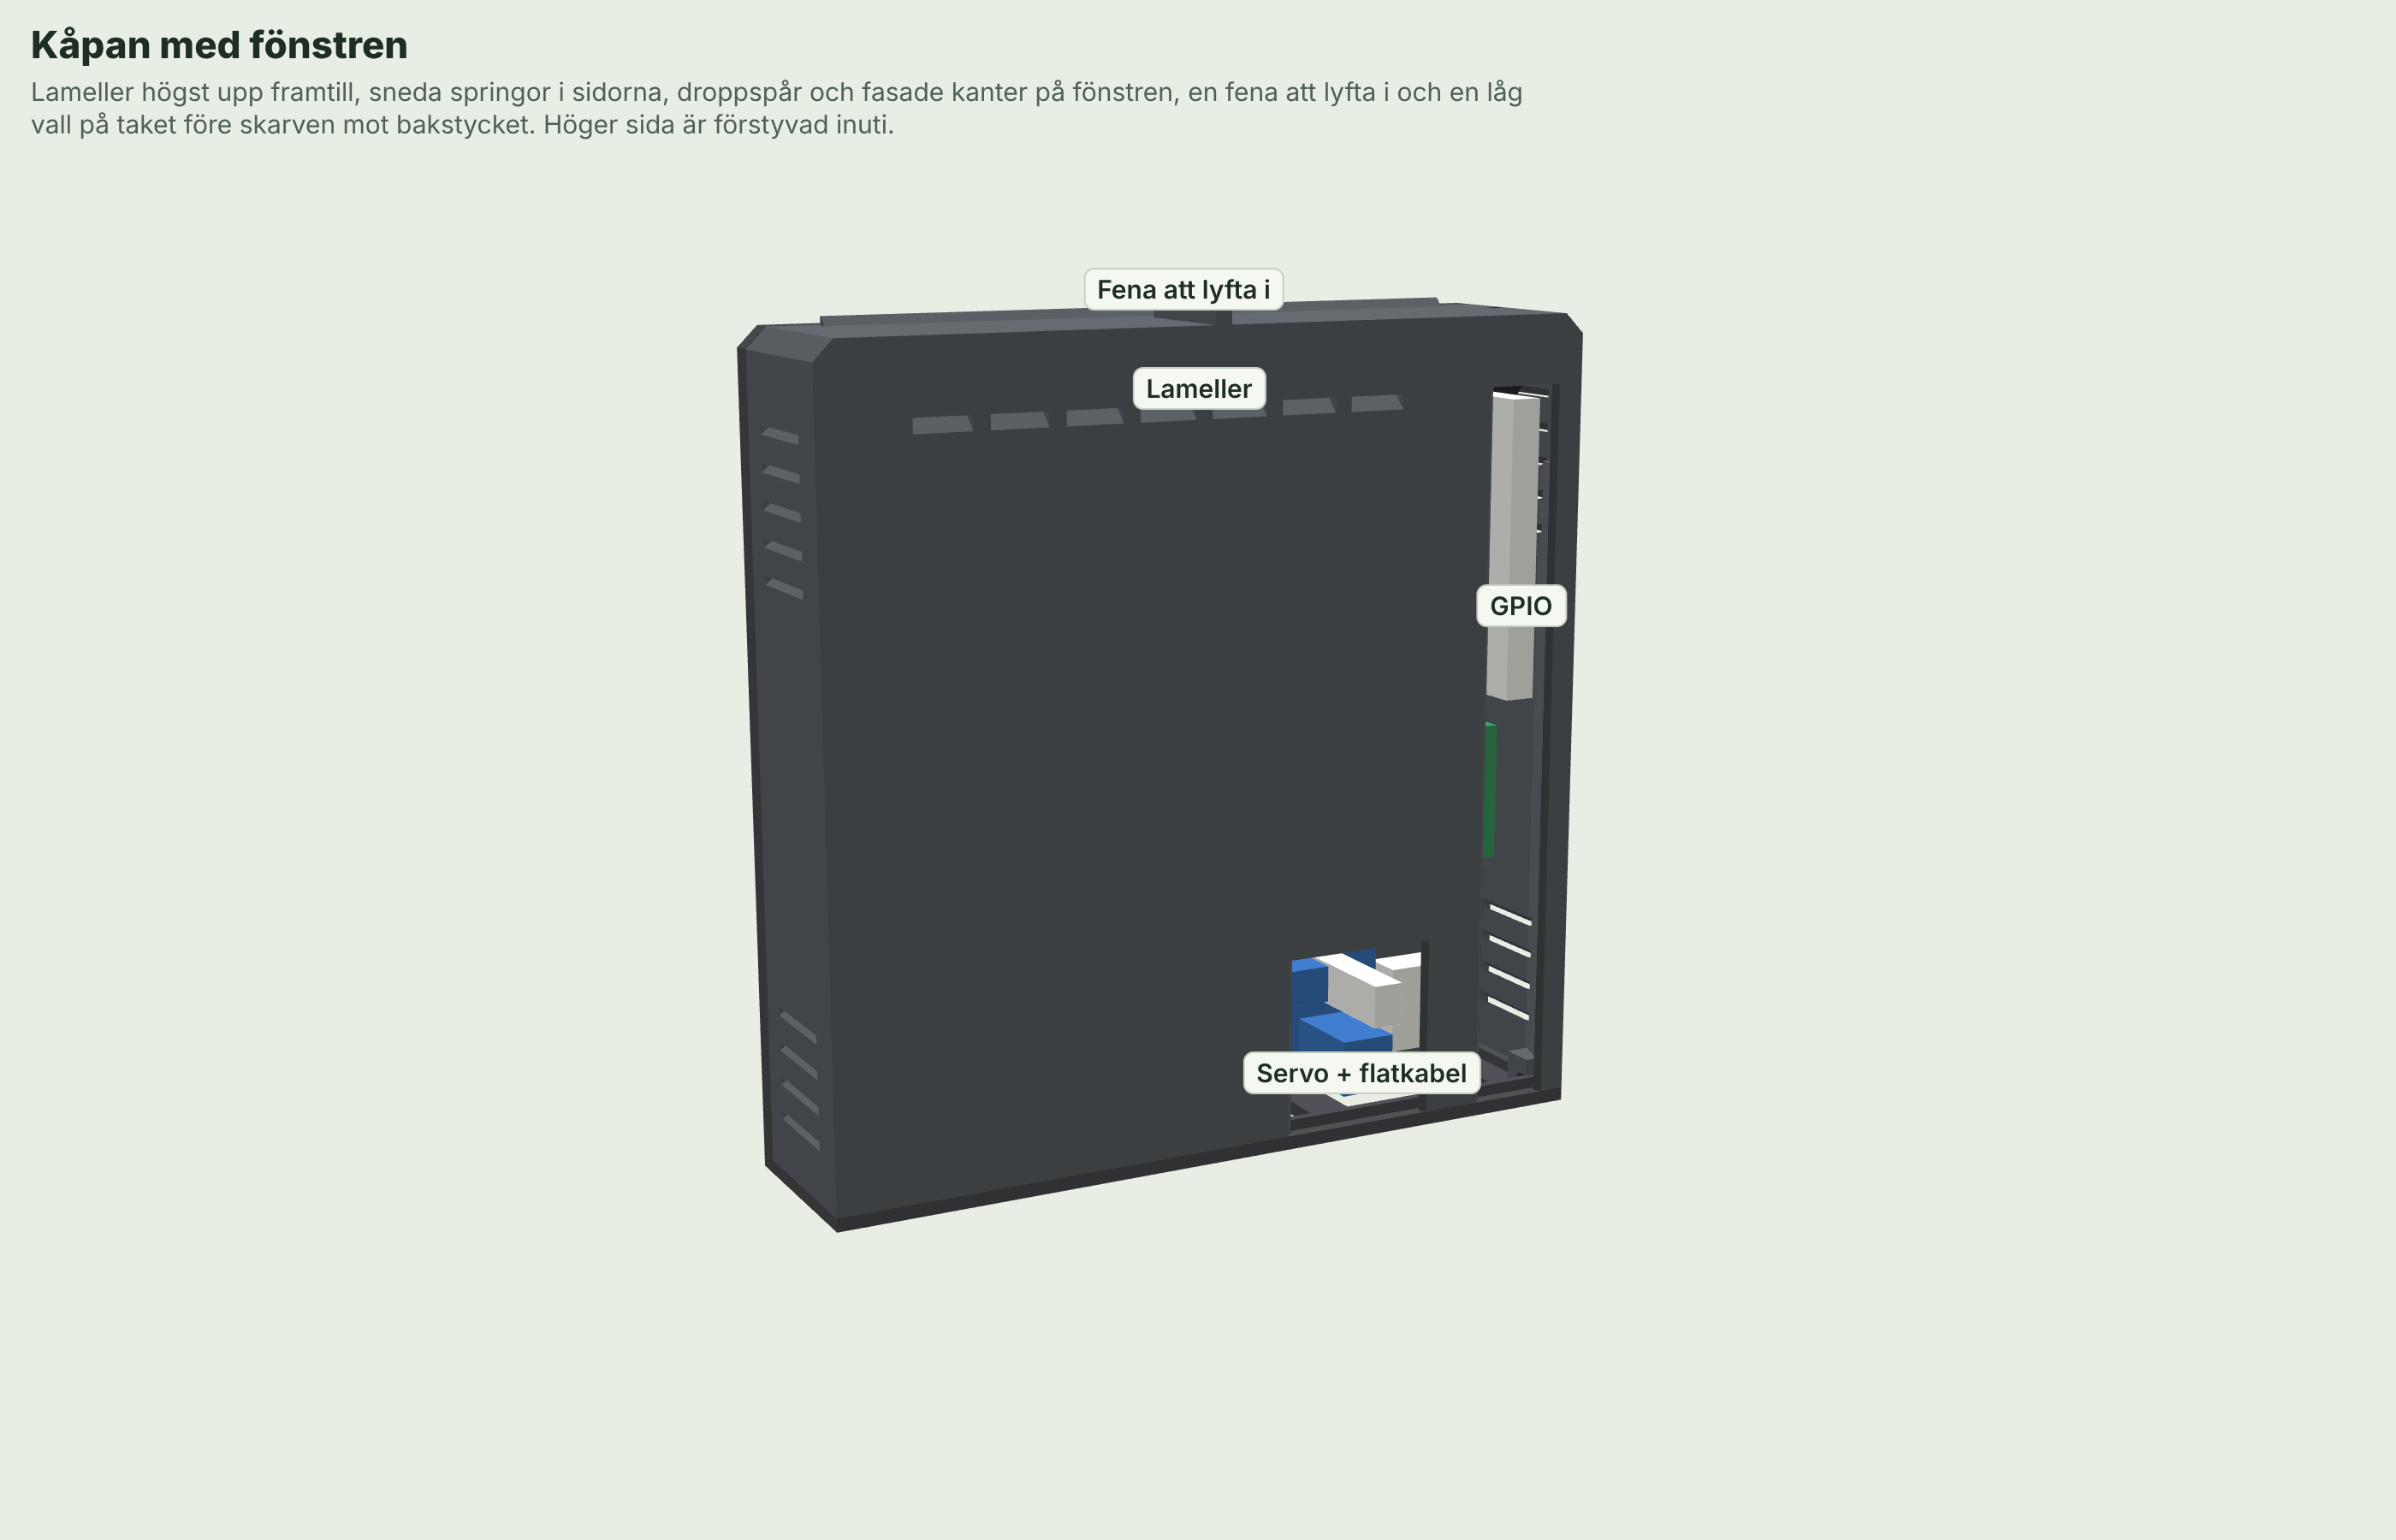 Kåpan med fönstren
Lameller högst upp framtill, sneda springor i sidorna, droppspår och fasade kanter på fönstren, en fena att lyfta i och en låg
vall på taket före skarven mot bakstycket. Höger sida är förstyvad inuti.
Fena att lyfta i
Lameller
GPIO
Servo + flatkabel